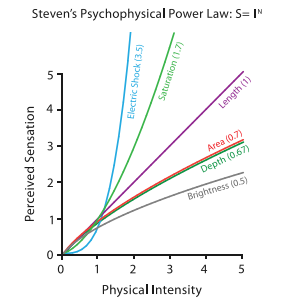 Steven's Psychophysical Power Law: S= Iᴺ
Electric Shock (3.5)
Saturation (1.7)
Length (1)
Area (0.7)
Depth (0.67)
Brightness (0.5)
Perceived Sensation
5
4
3
2
1
0
0 1 2 3 4 5
Physical Intensity